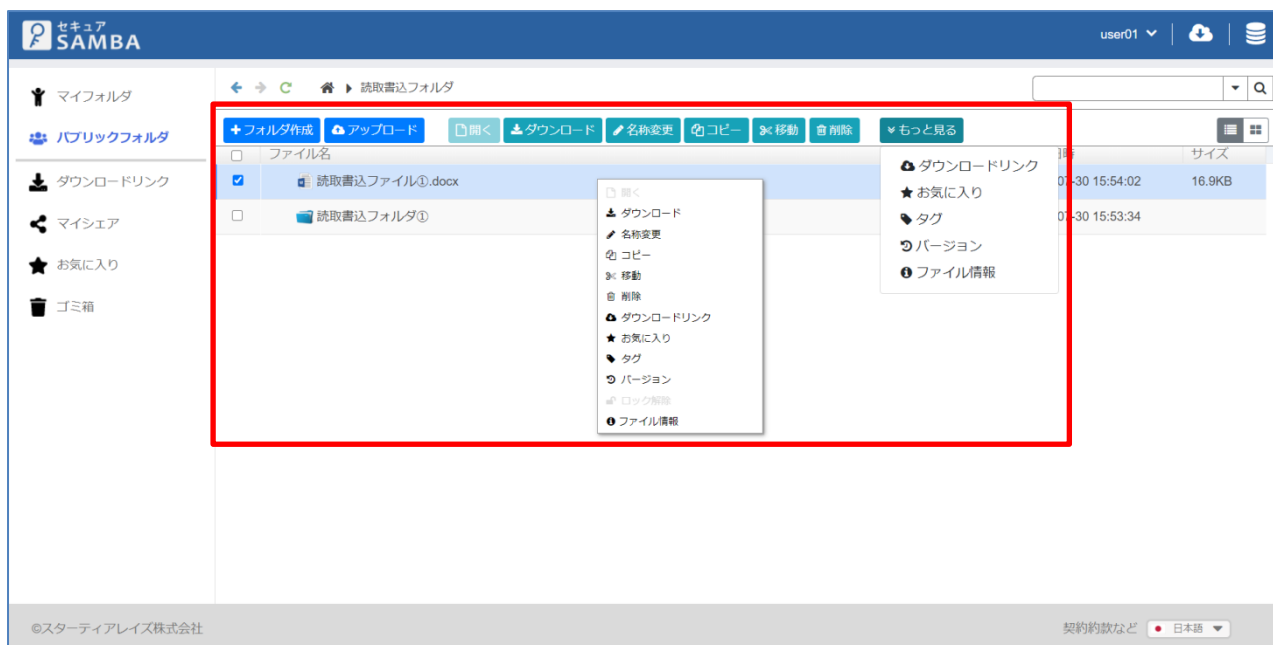 セキュア
SAMBA
user01
マイフォルダ
パブリックフォルダ
ダウンロードリンク
マイシェア
お気に入り
ゴミ箱
読取書込フォルダ
フォルダ作成 アップロード 開く ダウンロード 名称変更 コピー 移動 削除 もっと見る
ファイル名 時 サイズ
読取書込ファイル①.docx 07-30 15:54:02 16.9KB
読取書込フォルダ① 07-30 15:53:34
開く
ダウンロード
名称変更
コピー
移動
削除
ダウンロードリンク
お気に入り
タグ
バージョン
ロック解除
ファイル情報
ダウンロードリンク
お気に入り
タグ
バージョン
ファイル情報
©スターティアレイズ株式会社 契約約款など 日本語